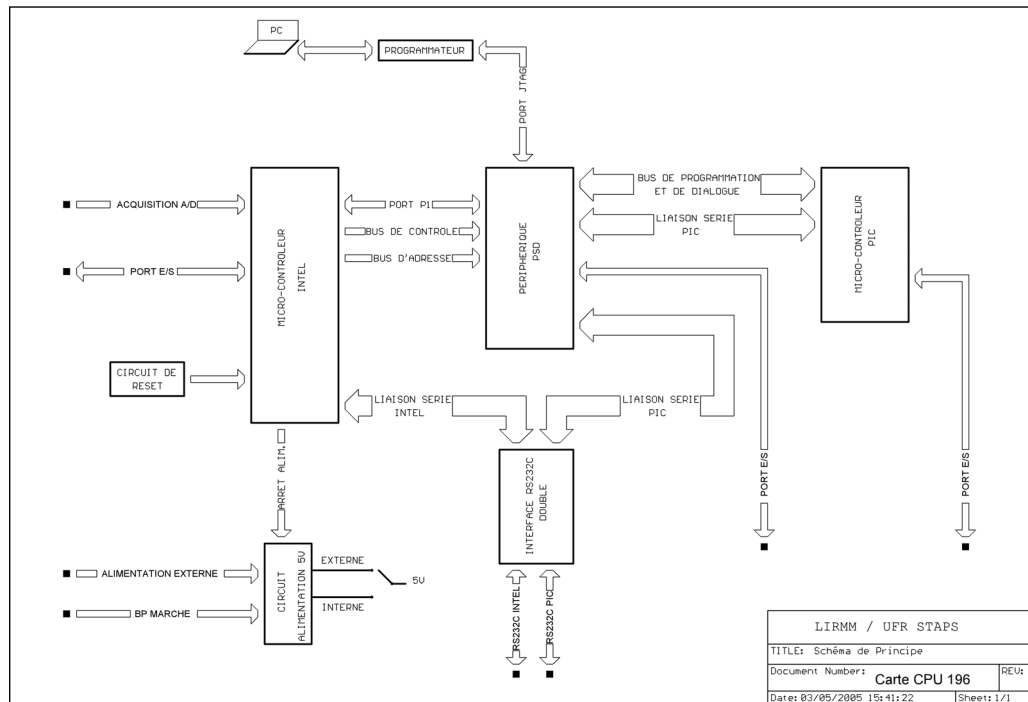 PC
PROGRAMMATEUR
PORT JTAG
ACQUISITION A/D
PORT E/S
CIRCUIT DE
RESET
MICRO-CONTROLEUR
INTEL
PORT P1
BUS DE CONTROLE
BUS D'ADRESSE
PERIPHERIQUE
PSD
BUS DE PROGRAMMATION
ET DE DIALOGUE
LIAISON SERIE
PIC
MICRO-CONTROLEUR
PIC
LIAISON SERIE
INTEL
LIAISON SERIE
PIC
ARRET ALIM.
INTERFACE RS232C
DOUBLE
PORT E/S
PORT E/S
ALIMENTATION EXTERNE
BP MARCHE
CIRCUIT
ALIMENTATION 5V
EXTERNE
INTERNE
5V
RS232C INTEL
RS232C PIC
LIRMM / UFR STAPS
TITLE: Schéma de Principe
Document Number: Carte CPU 196
REV:
Date: 03/05/2005 15:41:22
Sheet: 1/1